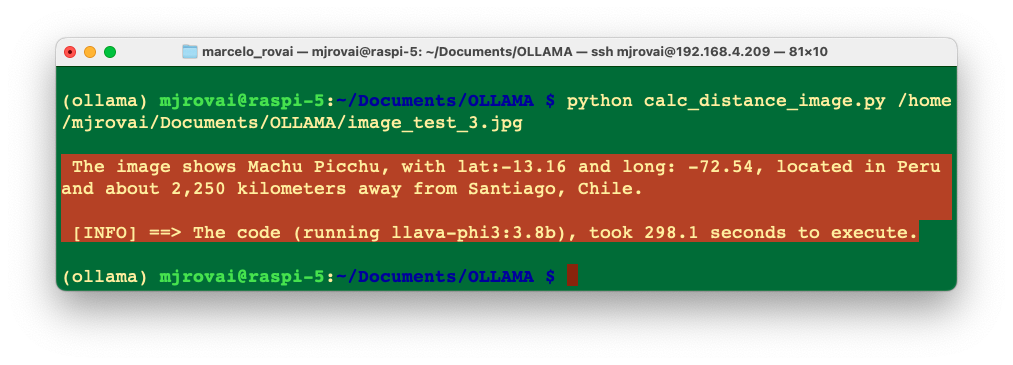 marcelo_rovai — mjrovai@raspi-5: ~/Documents/OLLAMA — ssh mjrovai@192.168.4.209 — 81×10
(ollama) mjrovai@raspi-5:~/Documents/OLLAMA $ python calc_distance_image.py /home
/mjrovai/Documents/OLLAMA/image_test_3.jpg
The image shows Machu Picchu, with lat:-13.16 and long: -72.54, located in Peru
and about 2,250 kilometers away from Santiago, Chile.
[INFO] ==> The code (running llava-phi3:3.8b), took 298.1 seconds to execute.
(ollama) mjrovai@raspi-5:~/Documents/OLLAMA $